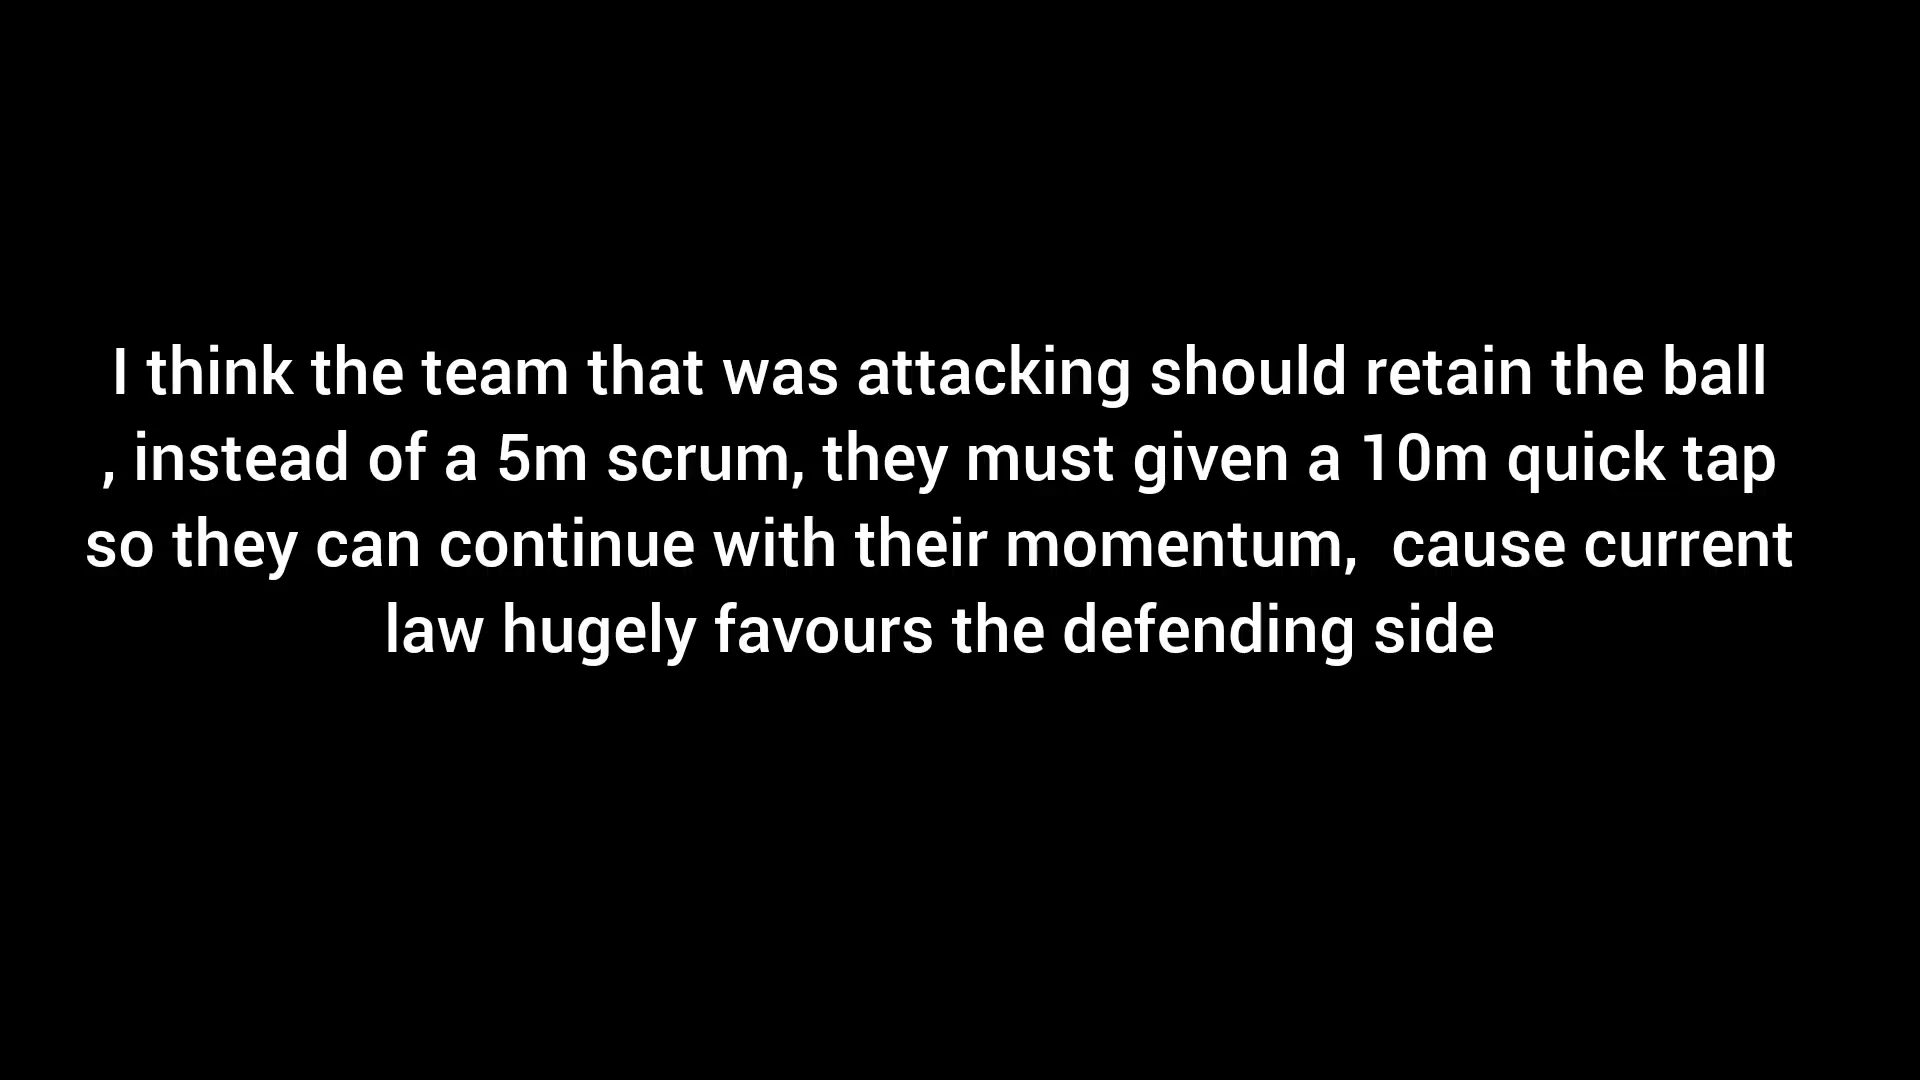 I think the team that was attacking should retain the ball
, instead of a 5m scrum, they must given a 10m quick tap
so they can continue with their momentum,  cause current
law hugely favours the defending side